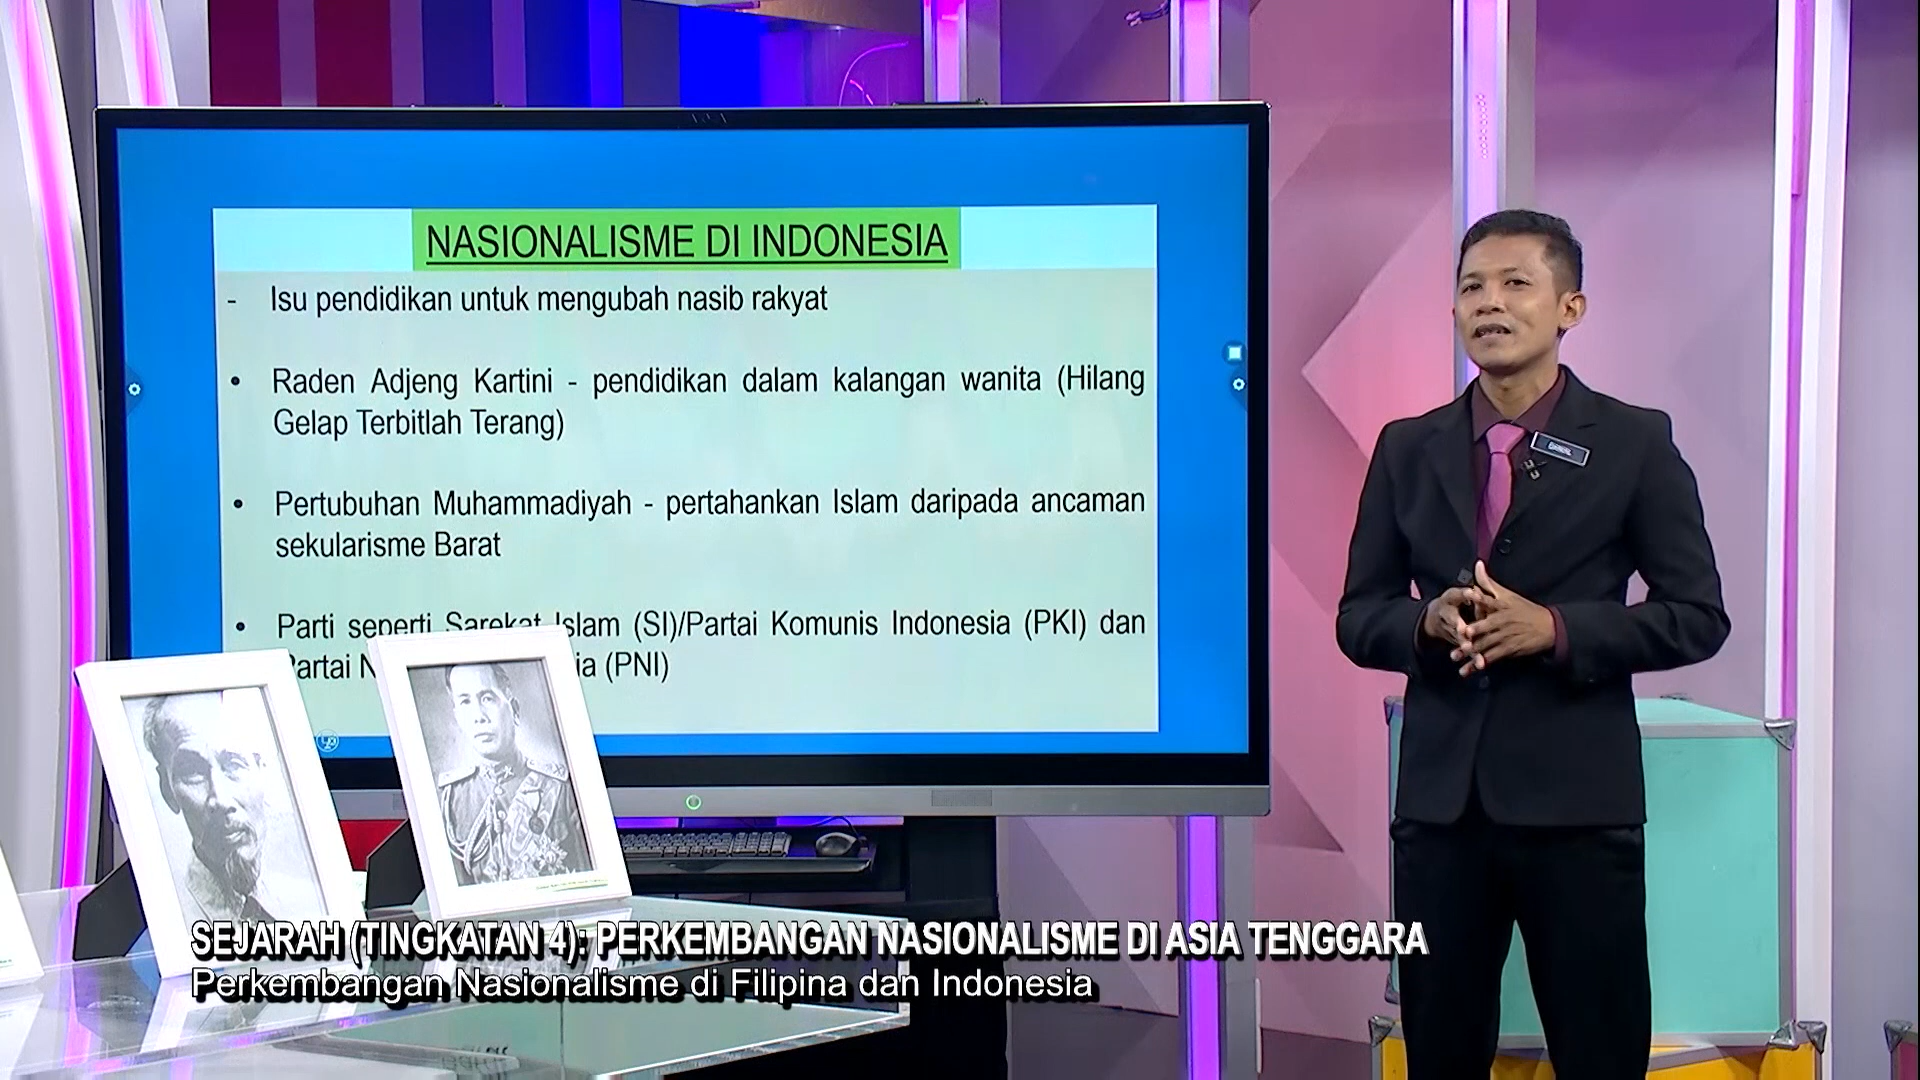 NASIONALISME DI INDONESIA
- Isu pendidikan untuk mengubah nasib rakyat
• Raden Adjeng Kartini - pendidikan dalam kalangan wanita (Hilang
Gelap Terbitlah Terang)
• Pertubuhan Muhammadiyah - pertahankan Islam daripada ancaman
sekularisme Barat
• Parti seperti Sarekat Islam (SI)/Partai Komunis Indonesia (PKI) dan
(PNI)
SEJARAH (TINGKATAN 4): PERKEMBANGAN NASIONALISME DI ASIA TENGGARA
Perkembangan Nasionalisme di Filipina dan Indonesia